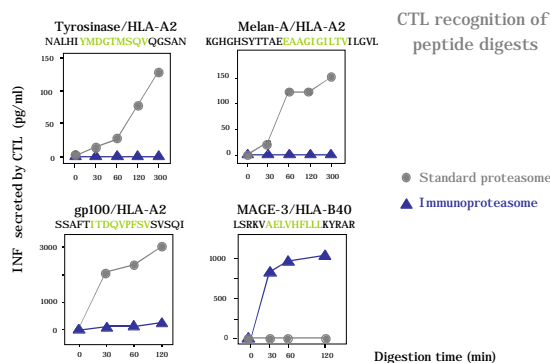 CTL recognition of
peptide digests
INF secreted by CTL (pg/ml)
Tyrosinase/HLA-A2
NALHIYMDGTMSQVQGSAN
150
100
50
0
0 30 60 120 300
Melan-A/HLA-A2
KGHGHSYTTAEEAAGIGILTVILGVL
150
100
50
0
0 30 60 120 300
Standard proteasome
Immunoproteasome
gp100/HLA-A2
SSAFTITDQVPFSVSVSQI
3000
1000
0
0 30 60 120
MAGE-3/HLA-B40
LSRKVAELVHFLLLKYRAR
1000
500
0
0 30 60 120
Digestion time (min)